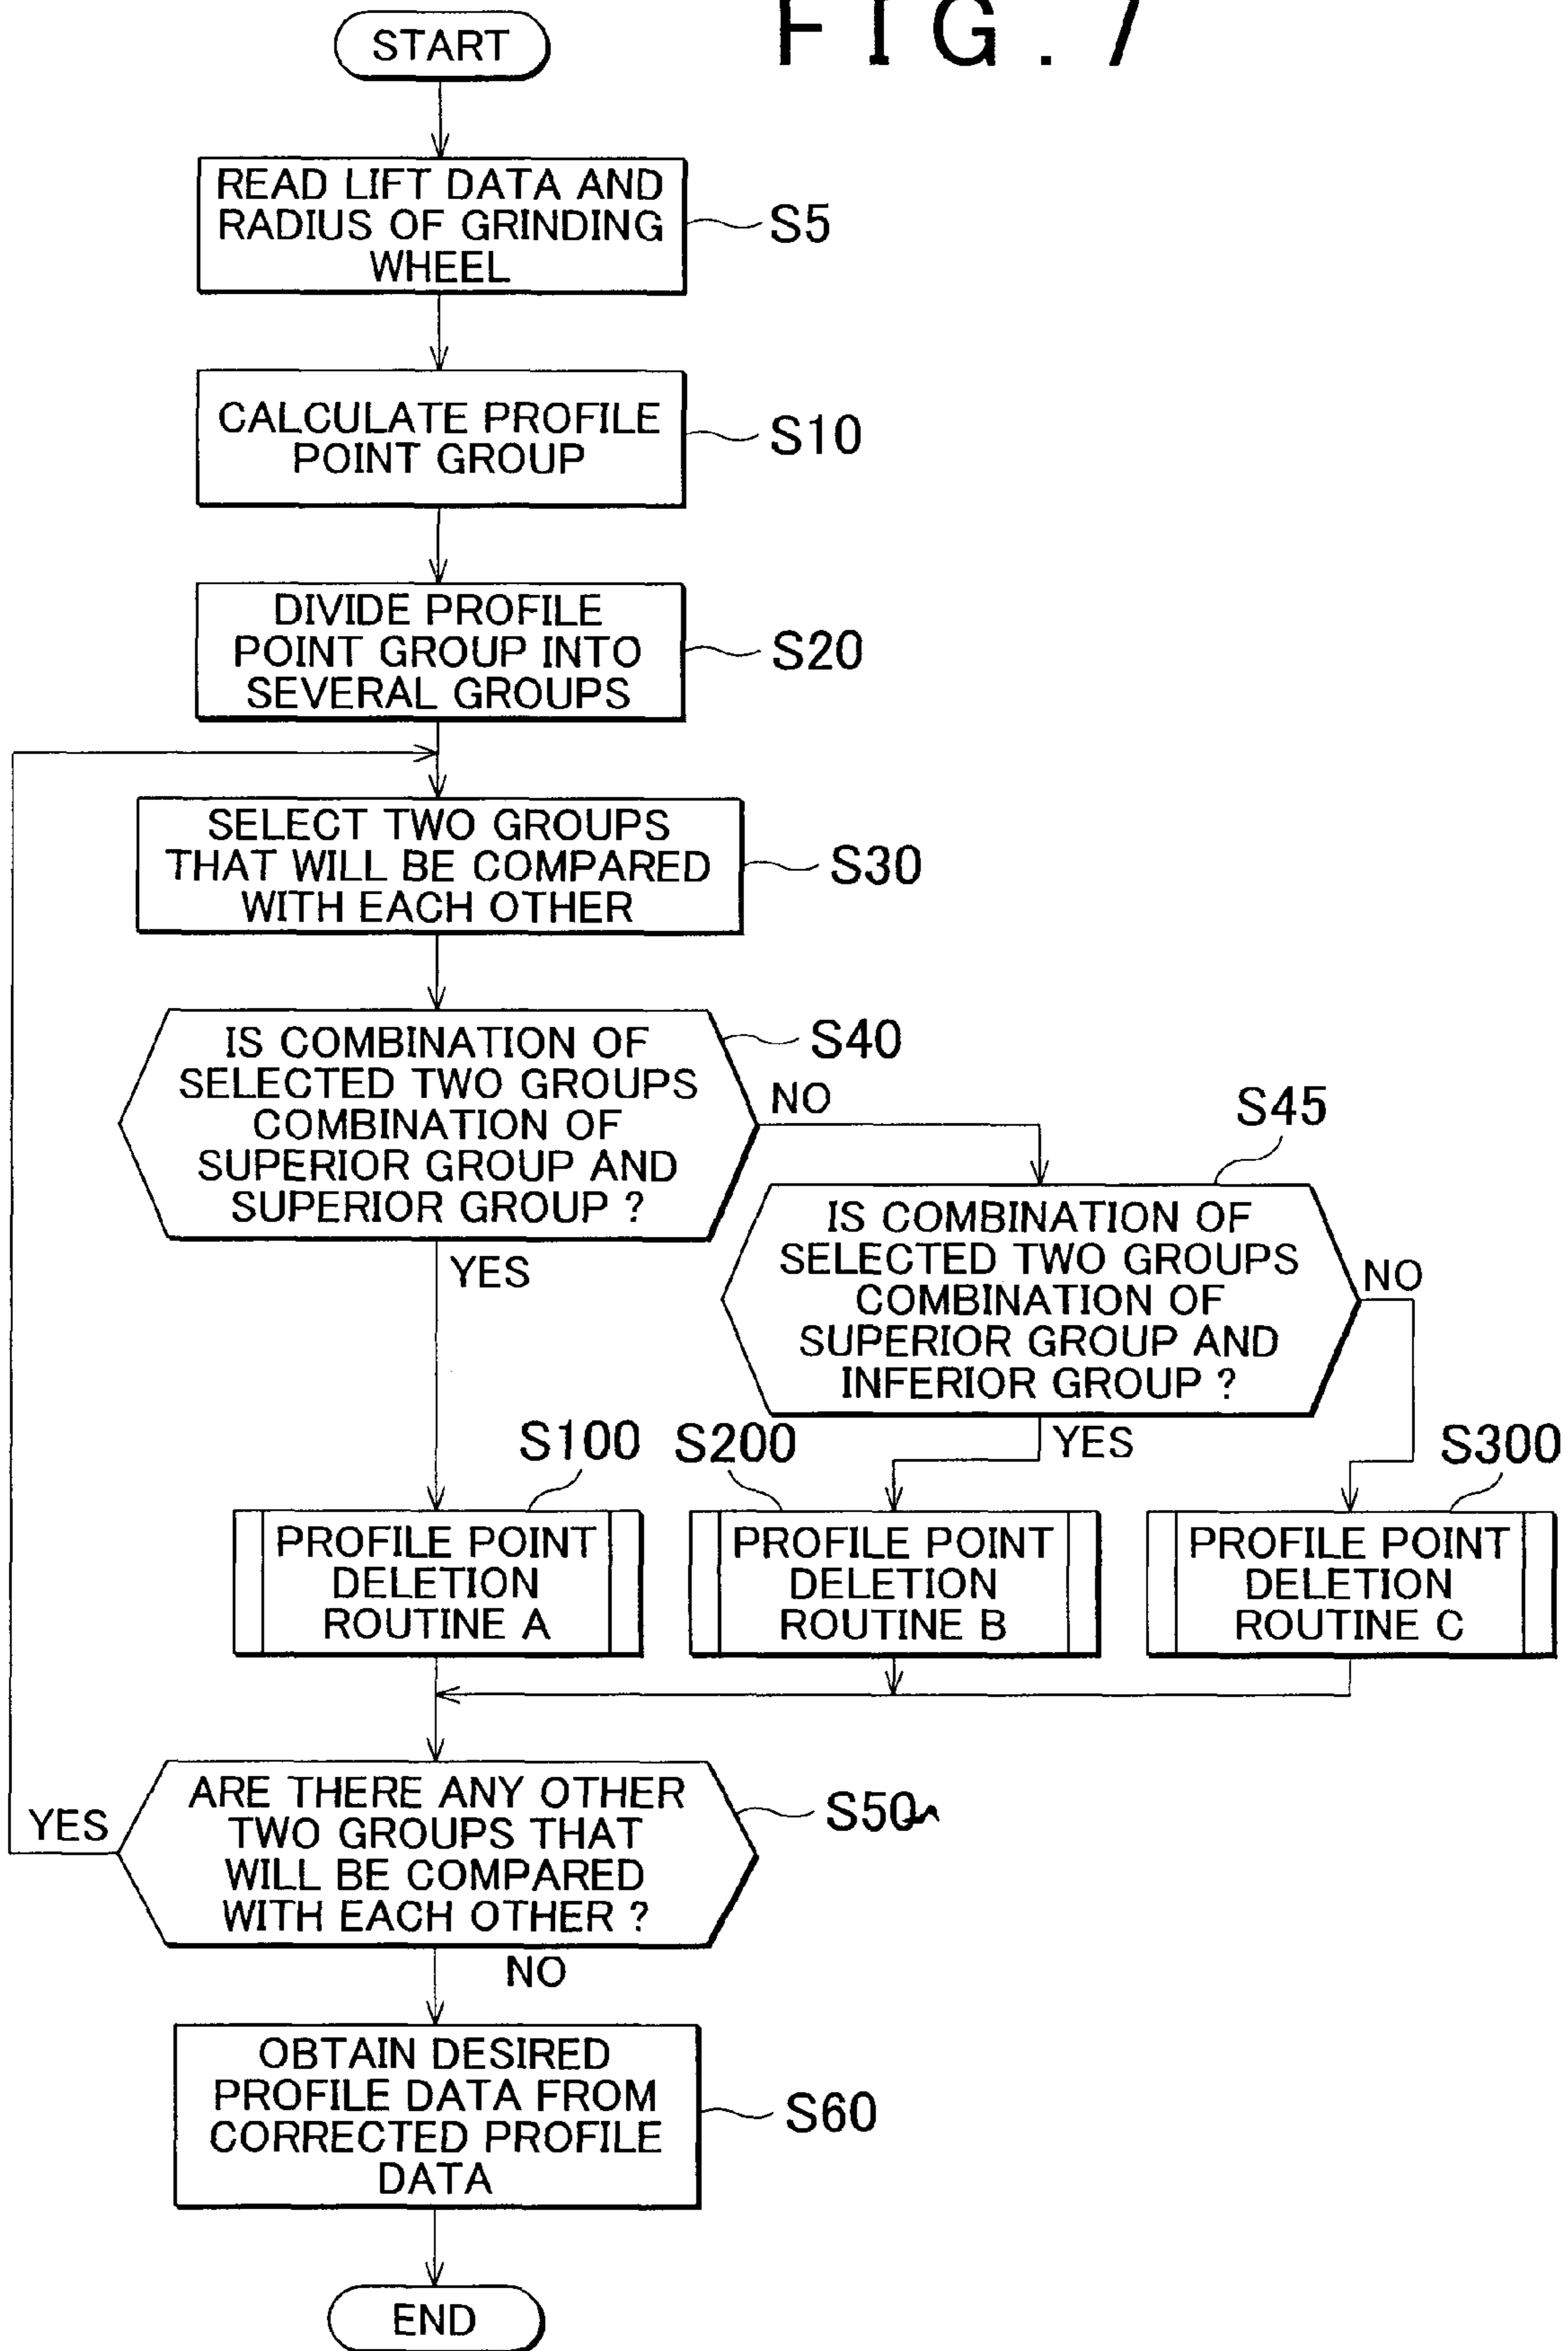 FIG. 7
START
READ LIFT DATA AND
RADIUS OF GRINDING
WHEEL
S5
CALCULATE PROFILE
POINT GROUP
S10
DIVIDE PROFILE
POINT GROUP INTO
SEVERAL GROUPS
S20
SELECT TWO GROUPS
THAT WILL BE COMPARED
WITH EACH OTHER
S30
IS COMBINATION OF
SELECTED TWO GROUPS
COMBINATION OF
SUPERIOR GROUP AND
SUPERIOR GROUP ?
S40
NO
YES
S45
IS COMBINATION OF
SELECTED TWO GROUPS
COMBINATION OF
SUPERIOR GROUP AND
INFERIOR GROUP ?
NO
YES
S100
PROFILE POINT
DELETION
ROUTINE A
S200
PROFILE POINT
DELETION
ROUTINE B
S300
PROFILE POINT
DELETION
ROUTINE C
ARE THERE ANY OTHER
TWO GROUPS THAT
WILL BE COMPARED
WITH EACH OTHER ?
S50
YES
NO
OBTAIN DESIRED
PROFILE DATA FROM
CORRECTED PROFILE
DATA
S60
END